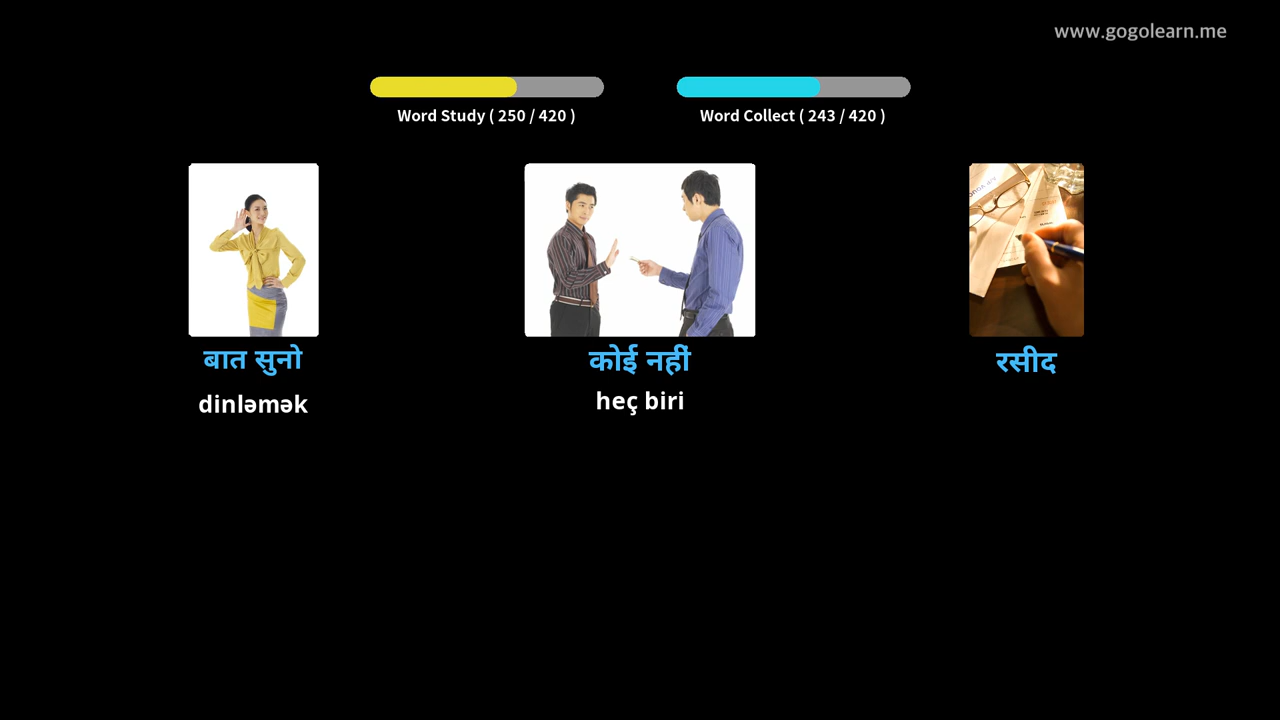 www.gogolearn.me
Word Study ( 250 / 420 )
Word Collect ( 243 / 420 )
बात सुनो
कोई नहीं
रसीद
dinləmək
heç biri